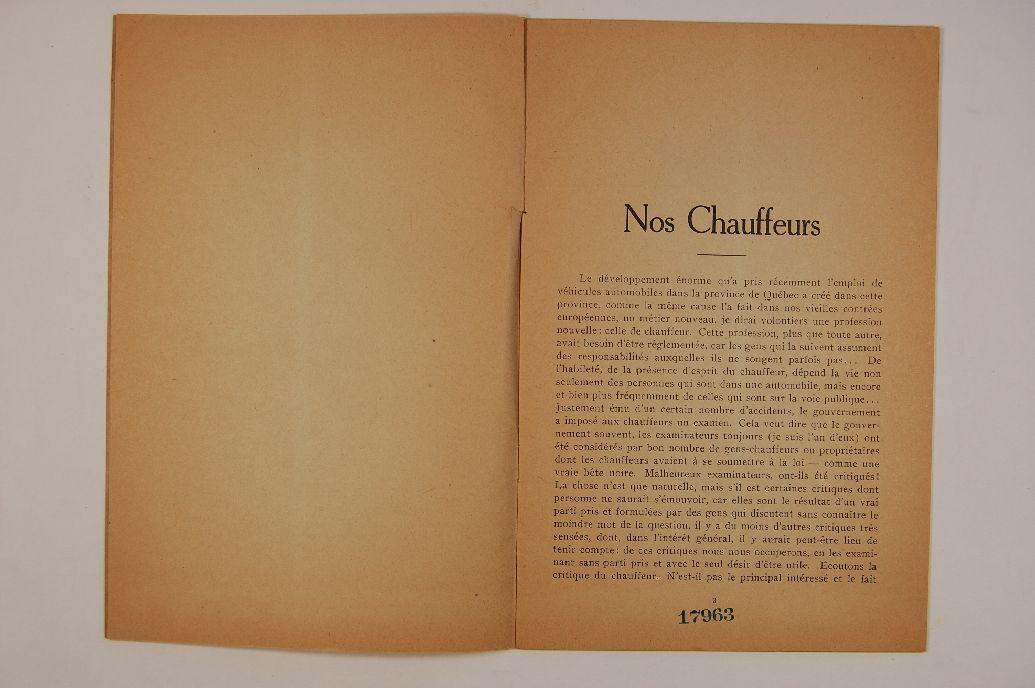 Nos Chauffeurs
Le développement énorme qu'a pris récemment l'emploi de
véhicules automobiles dans la province de Québec a créé dans cette
province, comme la même cause l'a fait dans nos vieilles contrées
européennes, un métier nouveau, je dirai volontiers une profession
nouvelle: celle de chauffeur. Cette profession, plus que toute autre,
avait besoin d'être réglementée, car les gens qui la suivent assument
des responsabilités auxquelles ils ne songent parfois pas... De
l'habileté, de la présence d'esprit du chauffeur, dépend la vie non
seulement des personnes qui sont dans une automobile, mais encore
et bien plus fréquemment de celles qui sont sur la voie publique...
Justement ému d'un certain nombre d'accidents, le gouvernement
a imposé aux chauffeurs un examen. Cela veut dire que le gouver-
nement souvent, les examinateurs toujours (je suis l'un d'eux) ont
été considérés par bon nombre de gens-chauffeurs ou propriétaires
dont les chauffeurs avaient à se soumettre à la loi — comme une
vraie bête noire. Malheureux examinateurs, ont-ils été critiqués!
La chose n'est que naturelle, mais s'il est certaines critiques dont
personne ne saurait s'émouvoir, car elles sont le résultat d'un vrai
parti pris et formulées par des gens qui discutent sans connaître le
moindre mot de la question, il y a du moins d'autres critiques très
sensées, dont, dans l'intérêt général, il y aurait peut-être lieu de
tenir compte: de ces critiques nous nous occuperons, en les exami-
nant sans parti pris et avec le seul désir d'être utile. Ecoutons la
critique du chauffeur. N'est-il pas le principal intéressé et le fait
3
17963